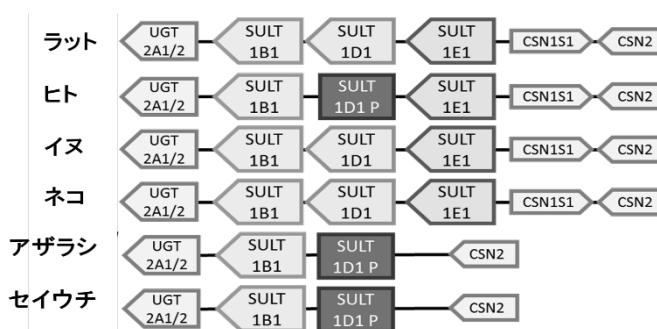 ラット
UGT 2A1/2
SULT 1B1
SULT 1D1
SULT 1E1
CSN1S1
CSN2
ヒト
UGT 2A1/2
SULT 1B1
SULT 1D1 P
SULT 1E1
CSN1S1
CSN2
イヌ
UGT 2A1/2
SULT 1B1
SULT 1D1
SULT 1E1
CSN1S1
CSN2
ネコ
UGT 2A1/2
SULT 1B1
SULT 1D1
SULT 1E1
CSN1S1
CSN2
アザラシ
UGT 2A1/2
SULT 1B1
SULT 1D1 P
CSN2
セイウチ
UGT 2A1/2
SULT 1B1
SULT 1D1 P
CSN2